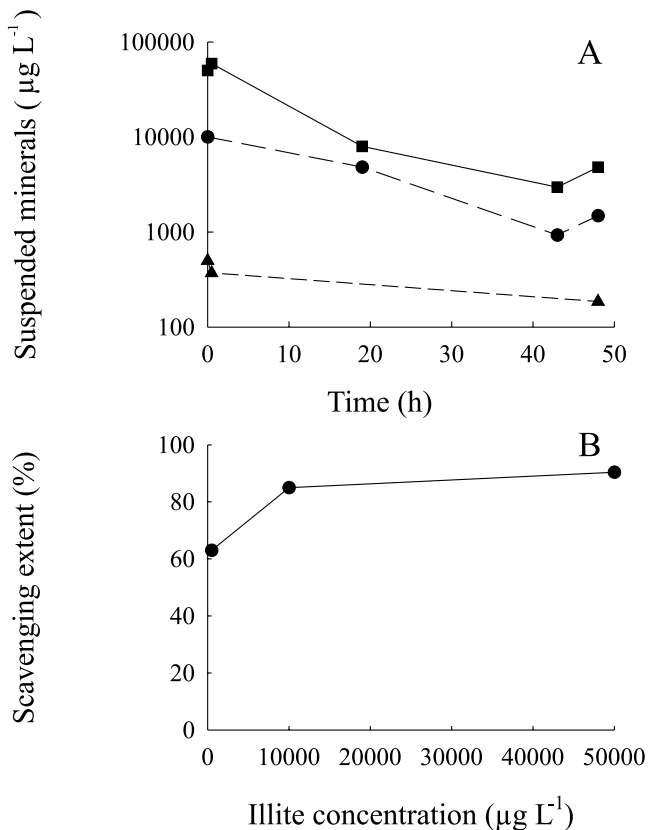 A
Suspended minerals ( µg L-1)
100000
10000
1000
100
0 10 20 30 40 50
Time (h)
B
Scavenging extent (%)
100
80
60
40
20
0
0 10000 20000 30000 40000 50000
Illite concentration (µg L-1)